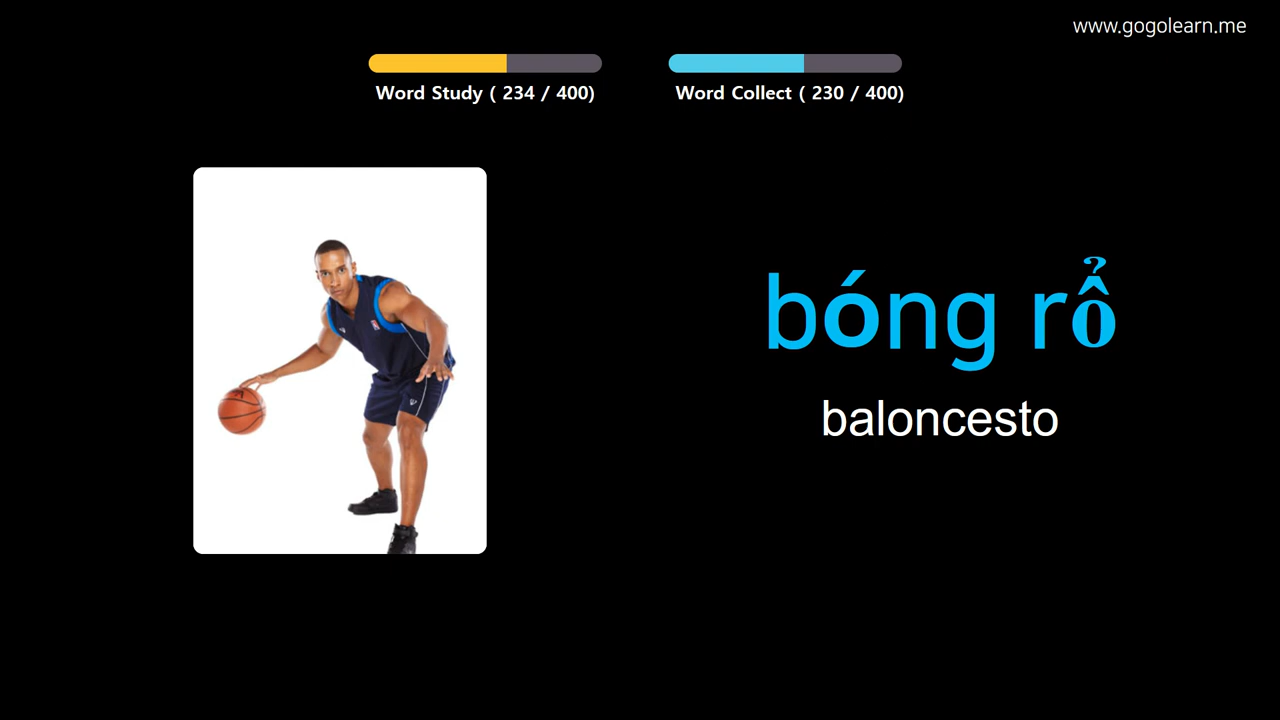 www.gogolearn.me
Word Study ( 234 / 400)
Word Collect ( 230 / 400)
bóng rổ
baloncesto